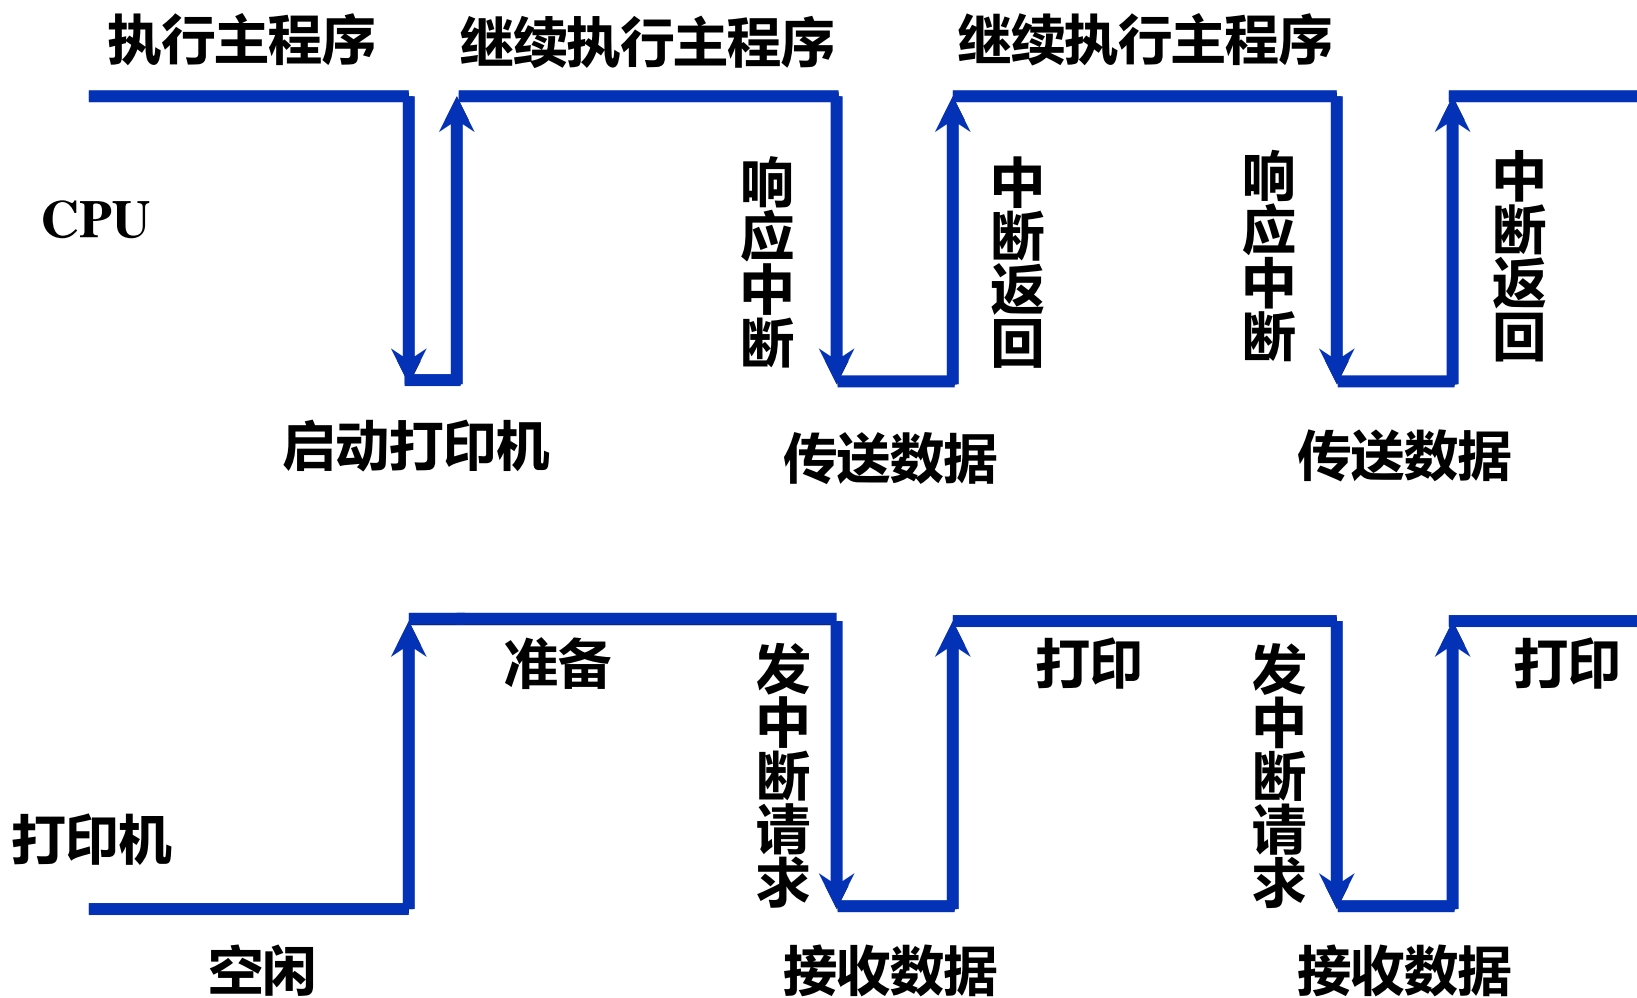 执行主程序
继续执行主程序
继续执行主程序
CPU
响应中断
中断返回
响应中断
中断返回
启动打印机
传送数据
传送数据
准备
发中断请求
打印
发中断请求
打印
打印机
空闲
接收数据
接收数据